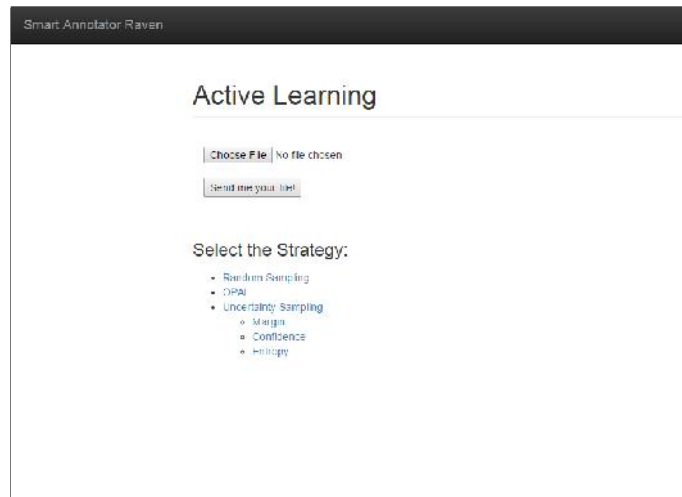 Smart Annotator Raven
Active Learning
Choose File No file chosen
Send me your file!
Select the Strategy:
Random Sampling
OPAL
Uncertainty Sampling
Margin
Confidence
Entropy